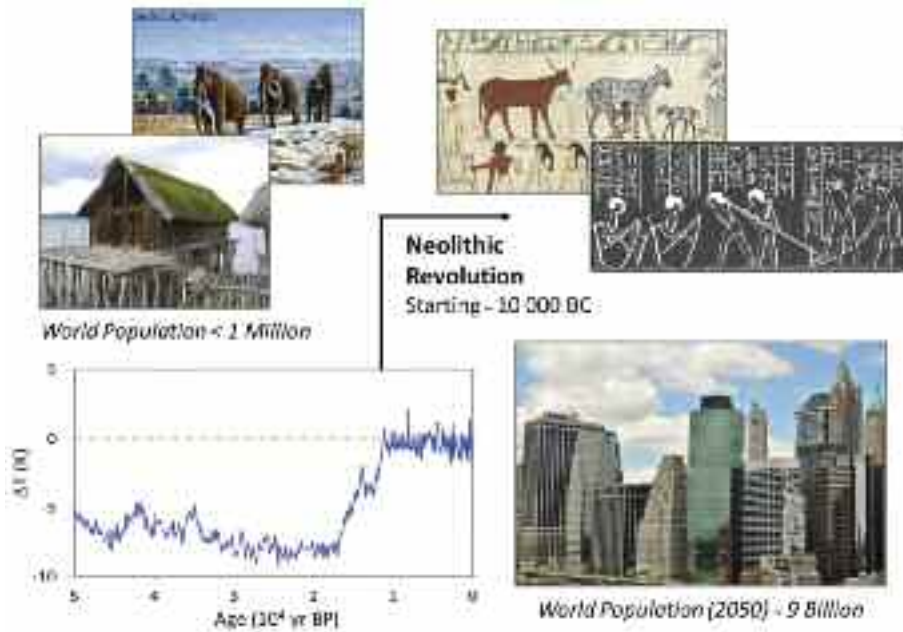 Neolithic
Revolution
Starting ~ 10 000 BC
World Population < 1 Million
5
0
-5
-10
ΔT (K)
5
4
3
2
1
0
Age (10⁴ yr BP)
World Population (2050) ~ 9 Billion